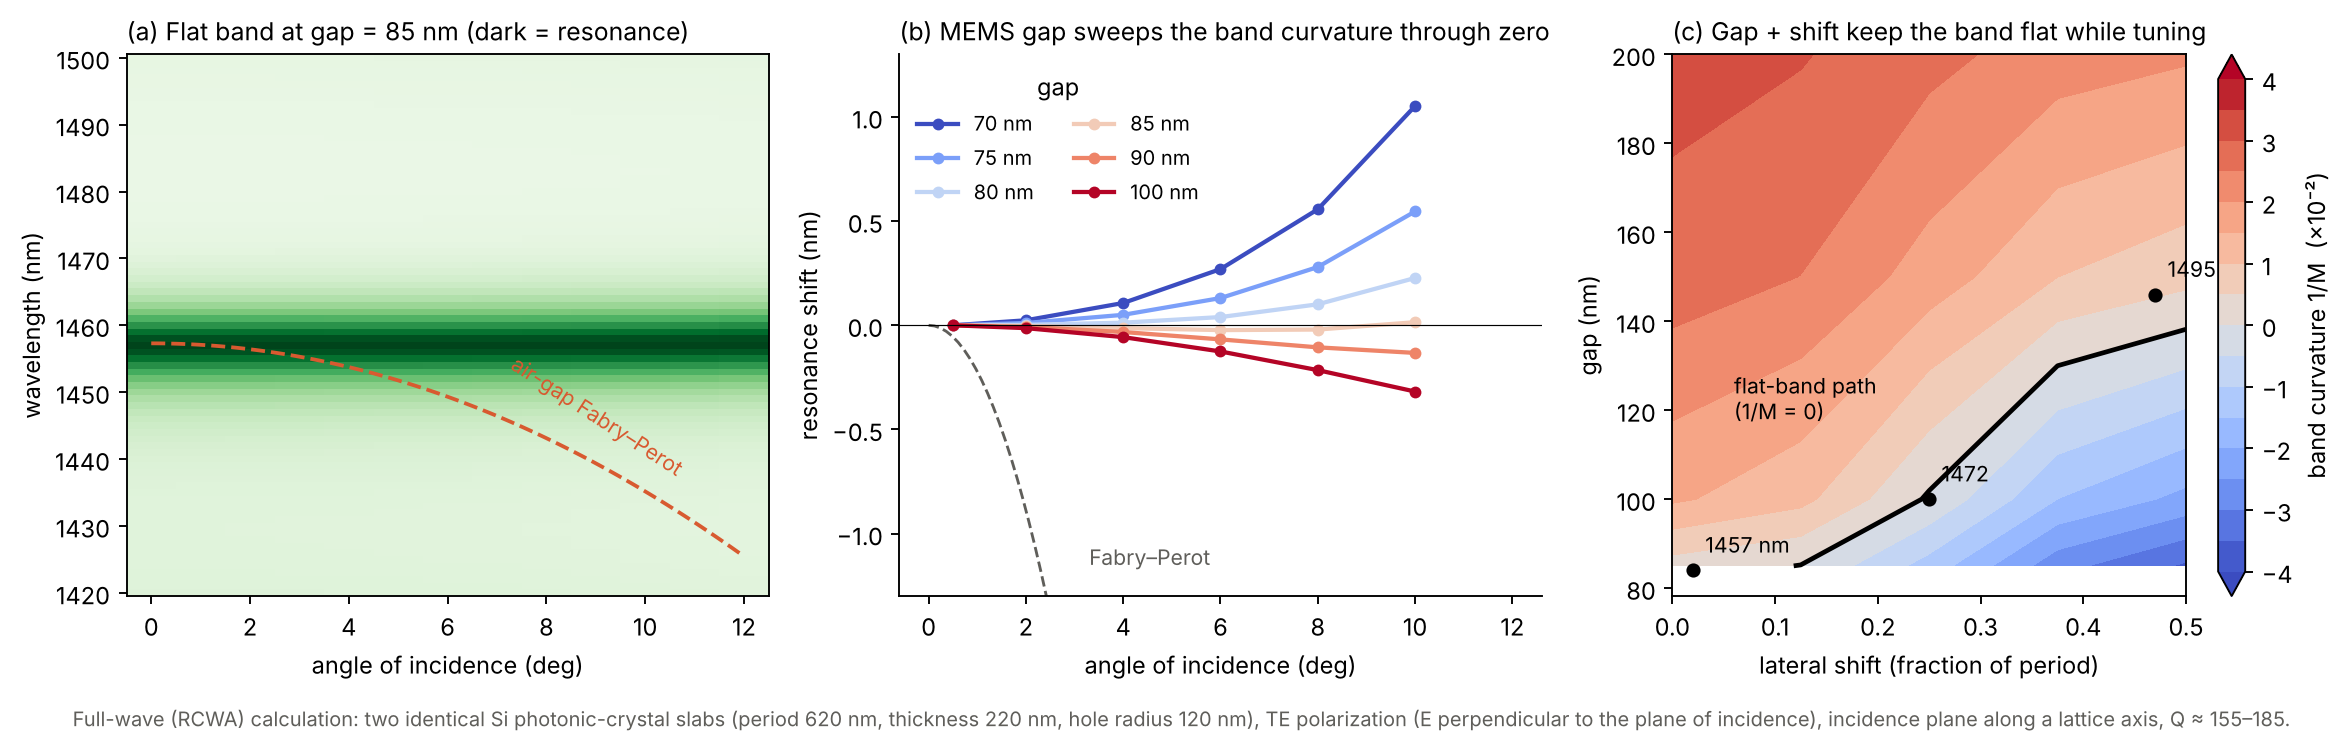 (a) Flat band at gap = 85 nm (dark = resonance)
1500
1490
1480
1470
1460
1450
1440
1430
1420
wavelength (nm)
air-gap Fabry–Perot
0 2 4 6 8 10 12
angle of incidence (deg)
(b) MEMS gap sweeps the band curvature through zero
gap
70 nm 85 nm
75 nm 90 nm
80 nm 100 nm
1.0
0.5
0.0
−0.5
−1.0
resonance shift (nm)
Fabry–Perot
0 2 4 6 8 10 12
angle of incidence (deg)
(c) Gap + shift keep the band flat while tuning
200
180
160
140
120
100
80
gap (nm)
1495
flat-band path
(1/M = 0)
1472
1457 nm
0.0 0.1 0.2 0.3 0.4 0.5
lateral shift (fraction of period)
4
3
2
1
0
−1
−2
−3
−4
band curvature 1/M (×10⁻²)
Full-wave (RCWA) calculation: two identical Si photonic-crystal slabs (period 620 nm, thickness 220 nm, hole radius 120 nm), TE polarization (E perpendicular to the plane of incidence), incidence plane along a lattice axis, Q ≈ 155–185.